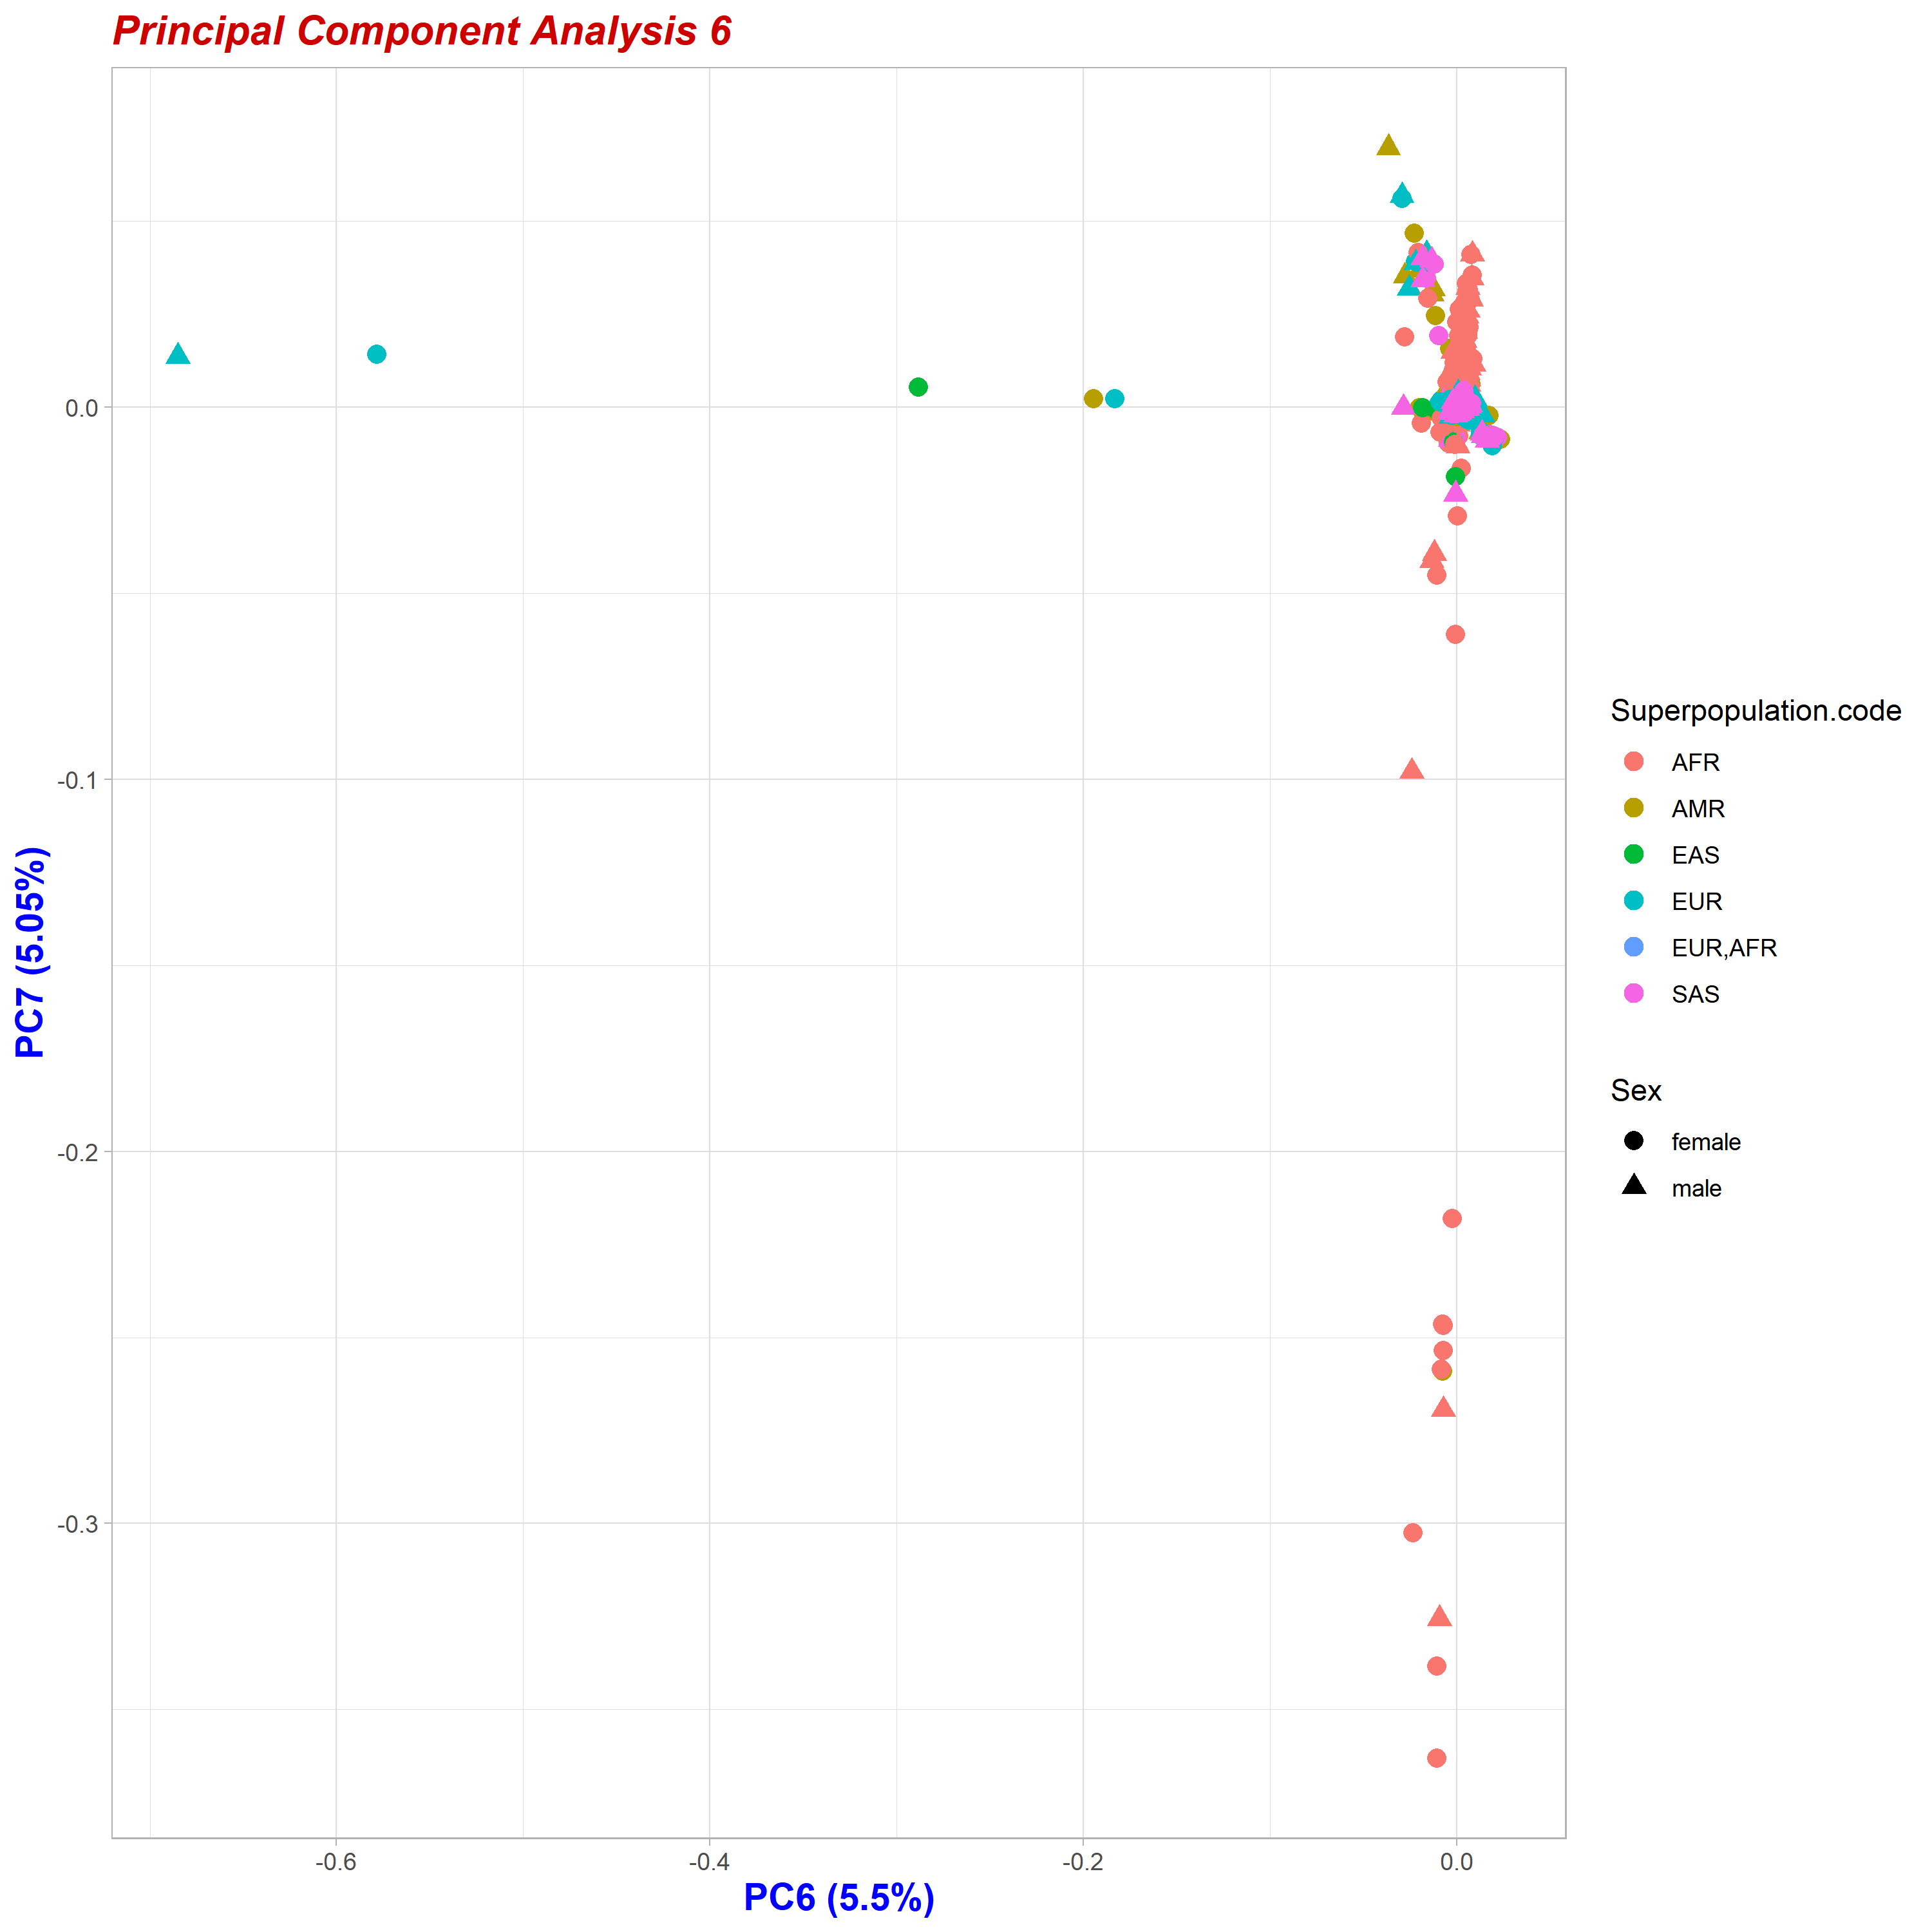 Principal Component Analysis 6
PC7 (5.05%)
0.0
-0.1
-0.2
-0.3
-0.6
-0.4
-0.2
0.0
PC6 (5.5%)
Superpopulation.code
AFR
AMR
EAS
EUR
EUR,AFR
SAS
Sex
female
male